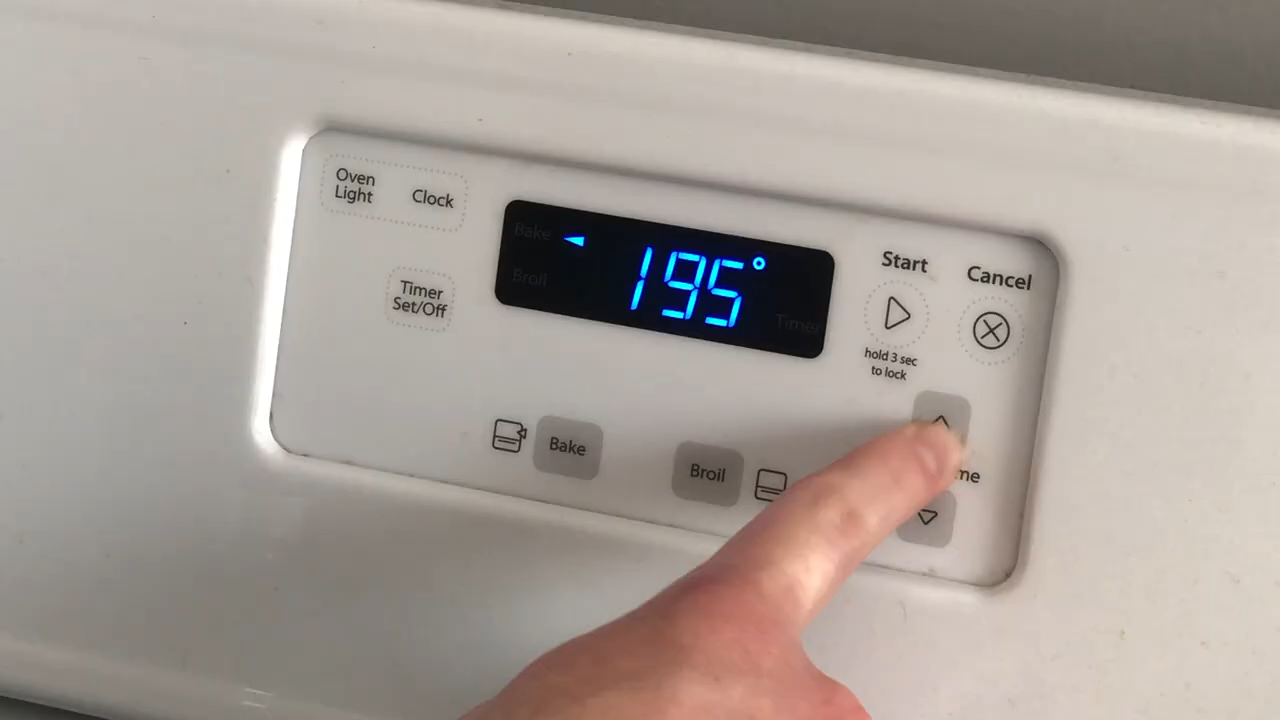 Oven
Light
Clock
Timer
Set/Off
Bake
Broil
195°
Timer
Start
hold 3 sec
to lock
Cancel
Bake
Broil
me